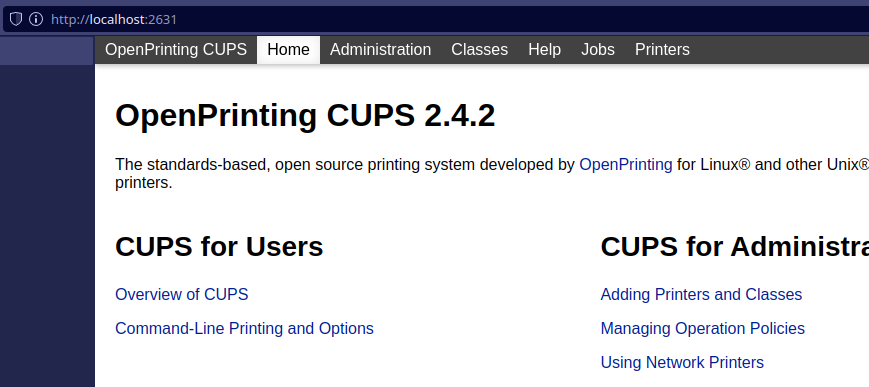 http://localhost:2631
OpenPrinting CUPS Home Administration Classes Help Jobs Printers
OpenPrinting CUPS 2.4.2
The standards-based, open source printing system developed by OpenPrinting for Linux® and other Unix®
printers.
CUPS for Users
Overview of CUPS
Command-Line Printing and Options
CUPS for Administra
Adding Printers and Classes
Managing Operation Policies
Using Network Printers